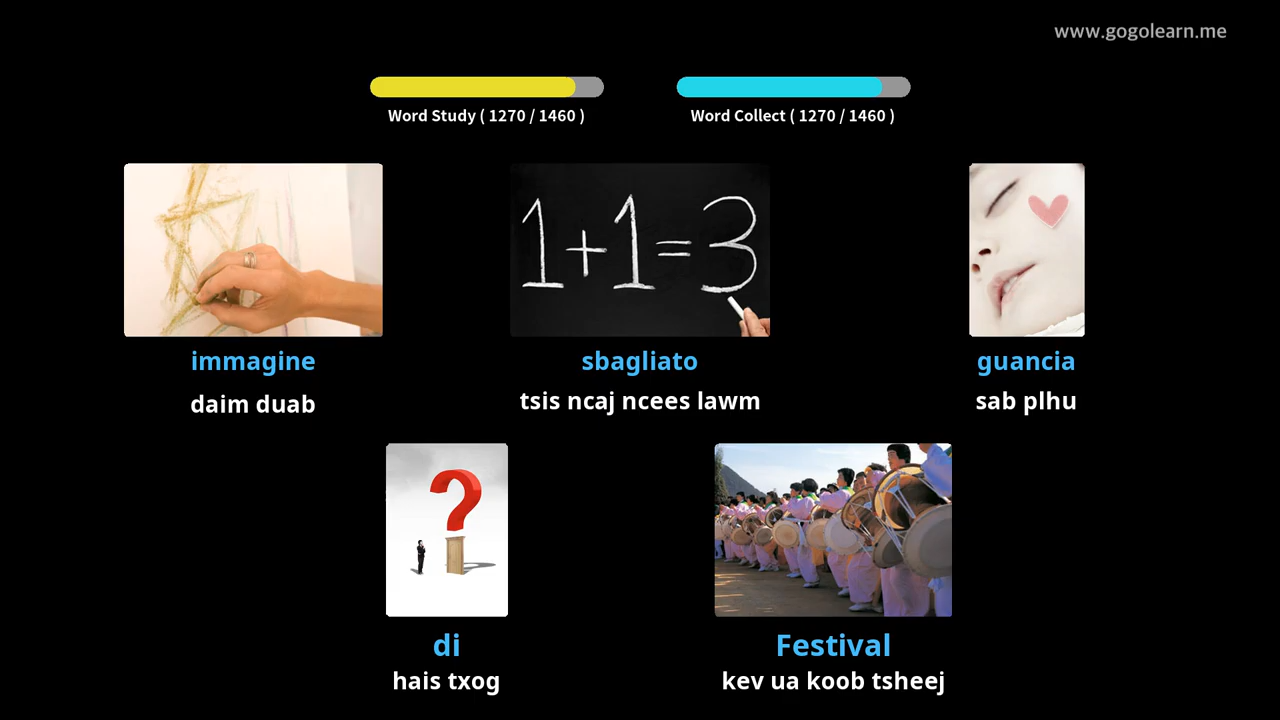 www.gogolearn.me
Word Study ( 1270 / 1460 )
Word Collect ( 1270 / 1460 )
1+1=3
immagine
daim duab
sbagliato
tsis ncaj ncees lawm
guancia
sab plhu
?
di
hais txog
Festival
kev ua koob tsheej